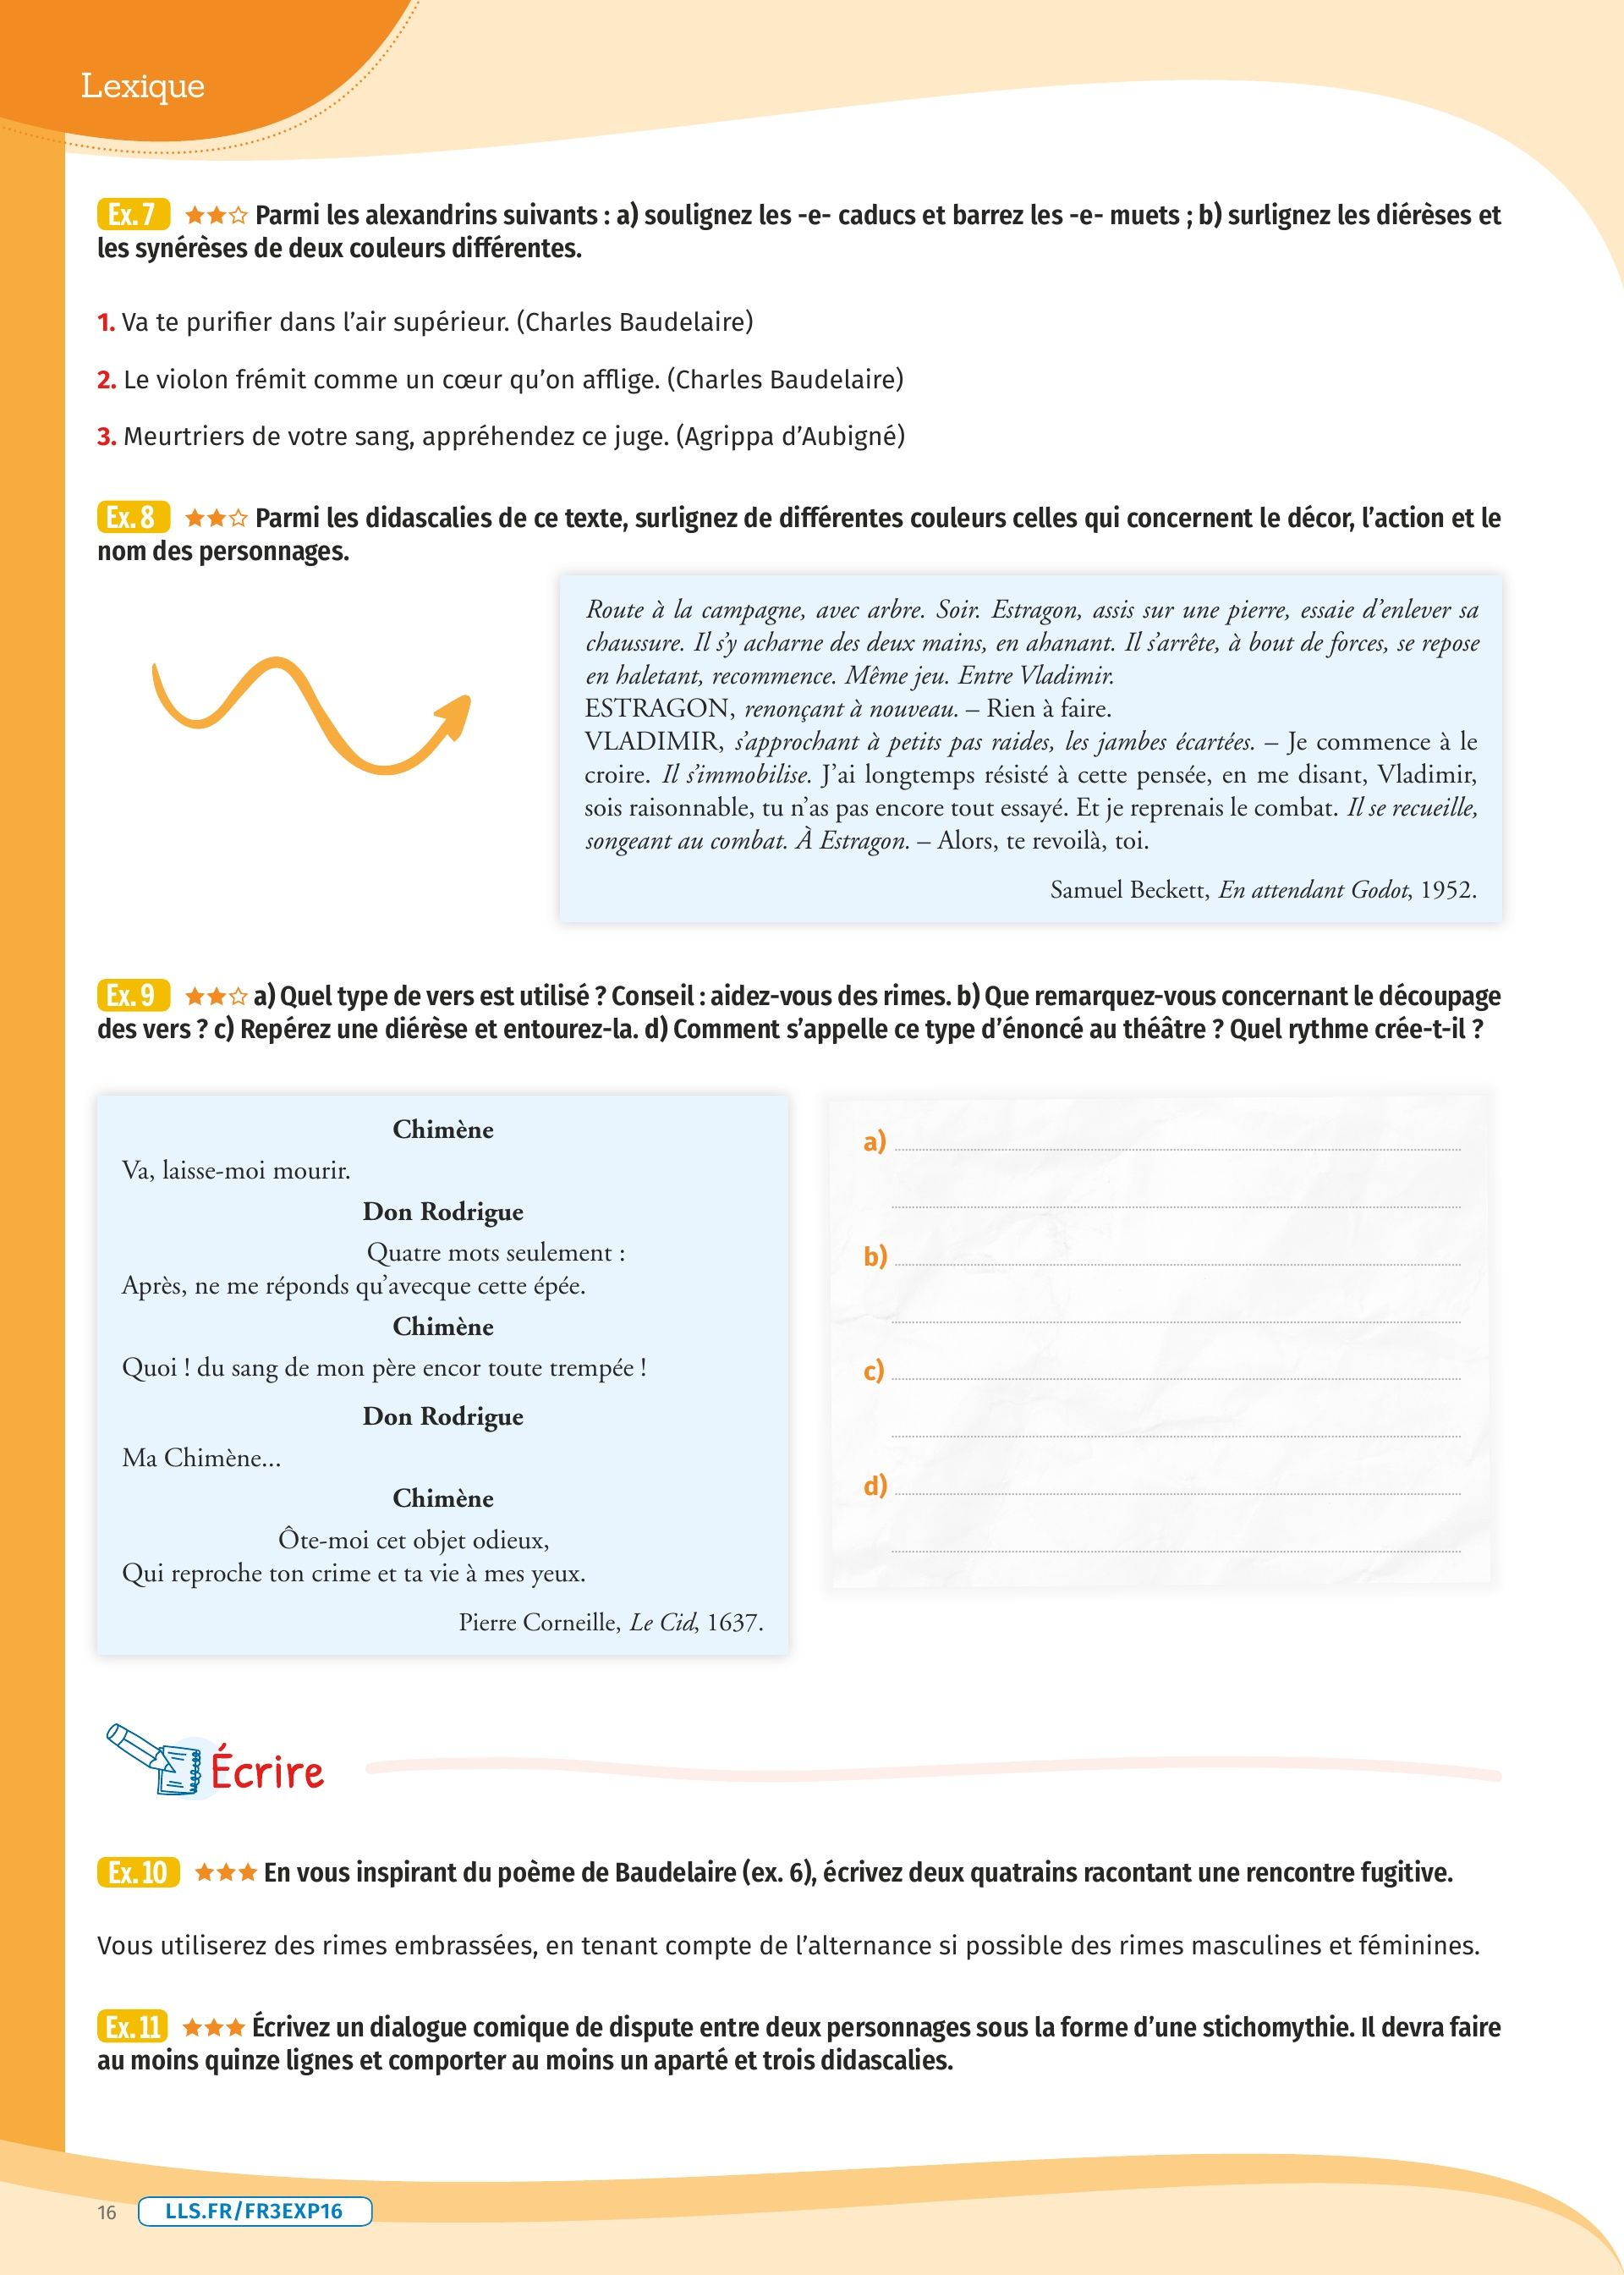 Lexique
Ex. 7 ★★☆ Parmi les alexandrins suivants : a) soulignez les -e- caducs et barrez les -e- muets ; b) surlignez les diérèses et
les synérèses de deux couleurs différentes.
1. Va te purifier dans l’air supérieur. (Charles Baudelaire)
2. Le violon frémit comme un cœur qu’on afflige. (Charles Baudelaire)
3. Meurtriers de votre sang, appréhendez ce juge. (Agrippa d’Aubigné)
Ex. 8 ★★☆ Parmi les didascalies de ce texte, surlignez de différentes couleurs celles qui concernent le décor, l’action et le
nom des personnages.
Route à la campagne, avec arbre. Soir. Estragon, assis sur une pierre, essaie d’enlever sa
chaussure. Il s’y acharne des deux mains, en ahanant. Il s’arrête, à bout de forces, se repose
en haletant, recommence. Même jeu. Entre Vladimir.
ESTRAGON, renonçant à nouveau. – Rien à faire.
VLADIMIR, s’approchant à petits pas raides, les jambes écartées. – Je commence à le
croire. Il s’immobilise. J’ai longtemps résisté à cette pensée, en me disant, Vladimir,
sois raisonnable, tu n’as pas encore tout essayé. Et je reprenais le combat. Il se recueille,
songeant au combat. À Estragon. – Alors, te revoilà, toi.
Samuel Beckett, En attendant Godot, 1952.
Ex. 9 ★★☆ a) Quel type de vers est utilisé ? Conseil : aidez-vous des rimes. b) Que remarquez-vous concernant le découpage
des vers ? c) Repérez une diérèse et entourez-la. d) Comment s’appelle ce type d’énoncé au théâtre ? Quel rythme crée-t-il ?
Chimène
Va, laisse-moi mourir.
Don Rodrigue
Quatre mots seulement :
Après, ne me réponds qu’avecque cette épée.
Chimène
Quoi ! du sang de mon père encor toute trempée !
Don Rodrigue
Ma Chimène...
Chimène
Ôte-moi cet objet odieux,
Qui reproche ton crime et ta vie à mes yeux.
Pierre Corneille, Le Cid, 1637.
a)
b)
c)
d)
Écrire
Ex. 10 ★★★ En vous inspirant du poème de Baudelaire (ex. 6), écrivez deux quatrains racontant une rencontre fugitive.
Vous utiliserez des rimes embrassées, en tenant compte de l’alternance si possible des rimes masculines et féminines.
Ex. 11 ★★★ Écrivez un dialogue comique de dispute entre deux personnages sous la forme d’une stichomythie. Il devra faire
au moins quinze lignes et comporter au moins un aparté et trois didascalies.
16 LLS.FR/FR3EXP16